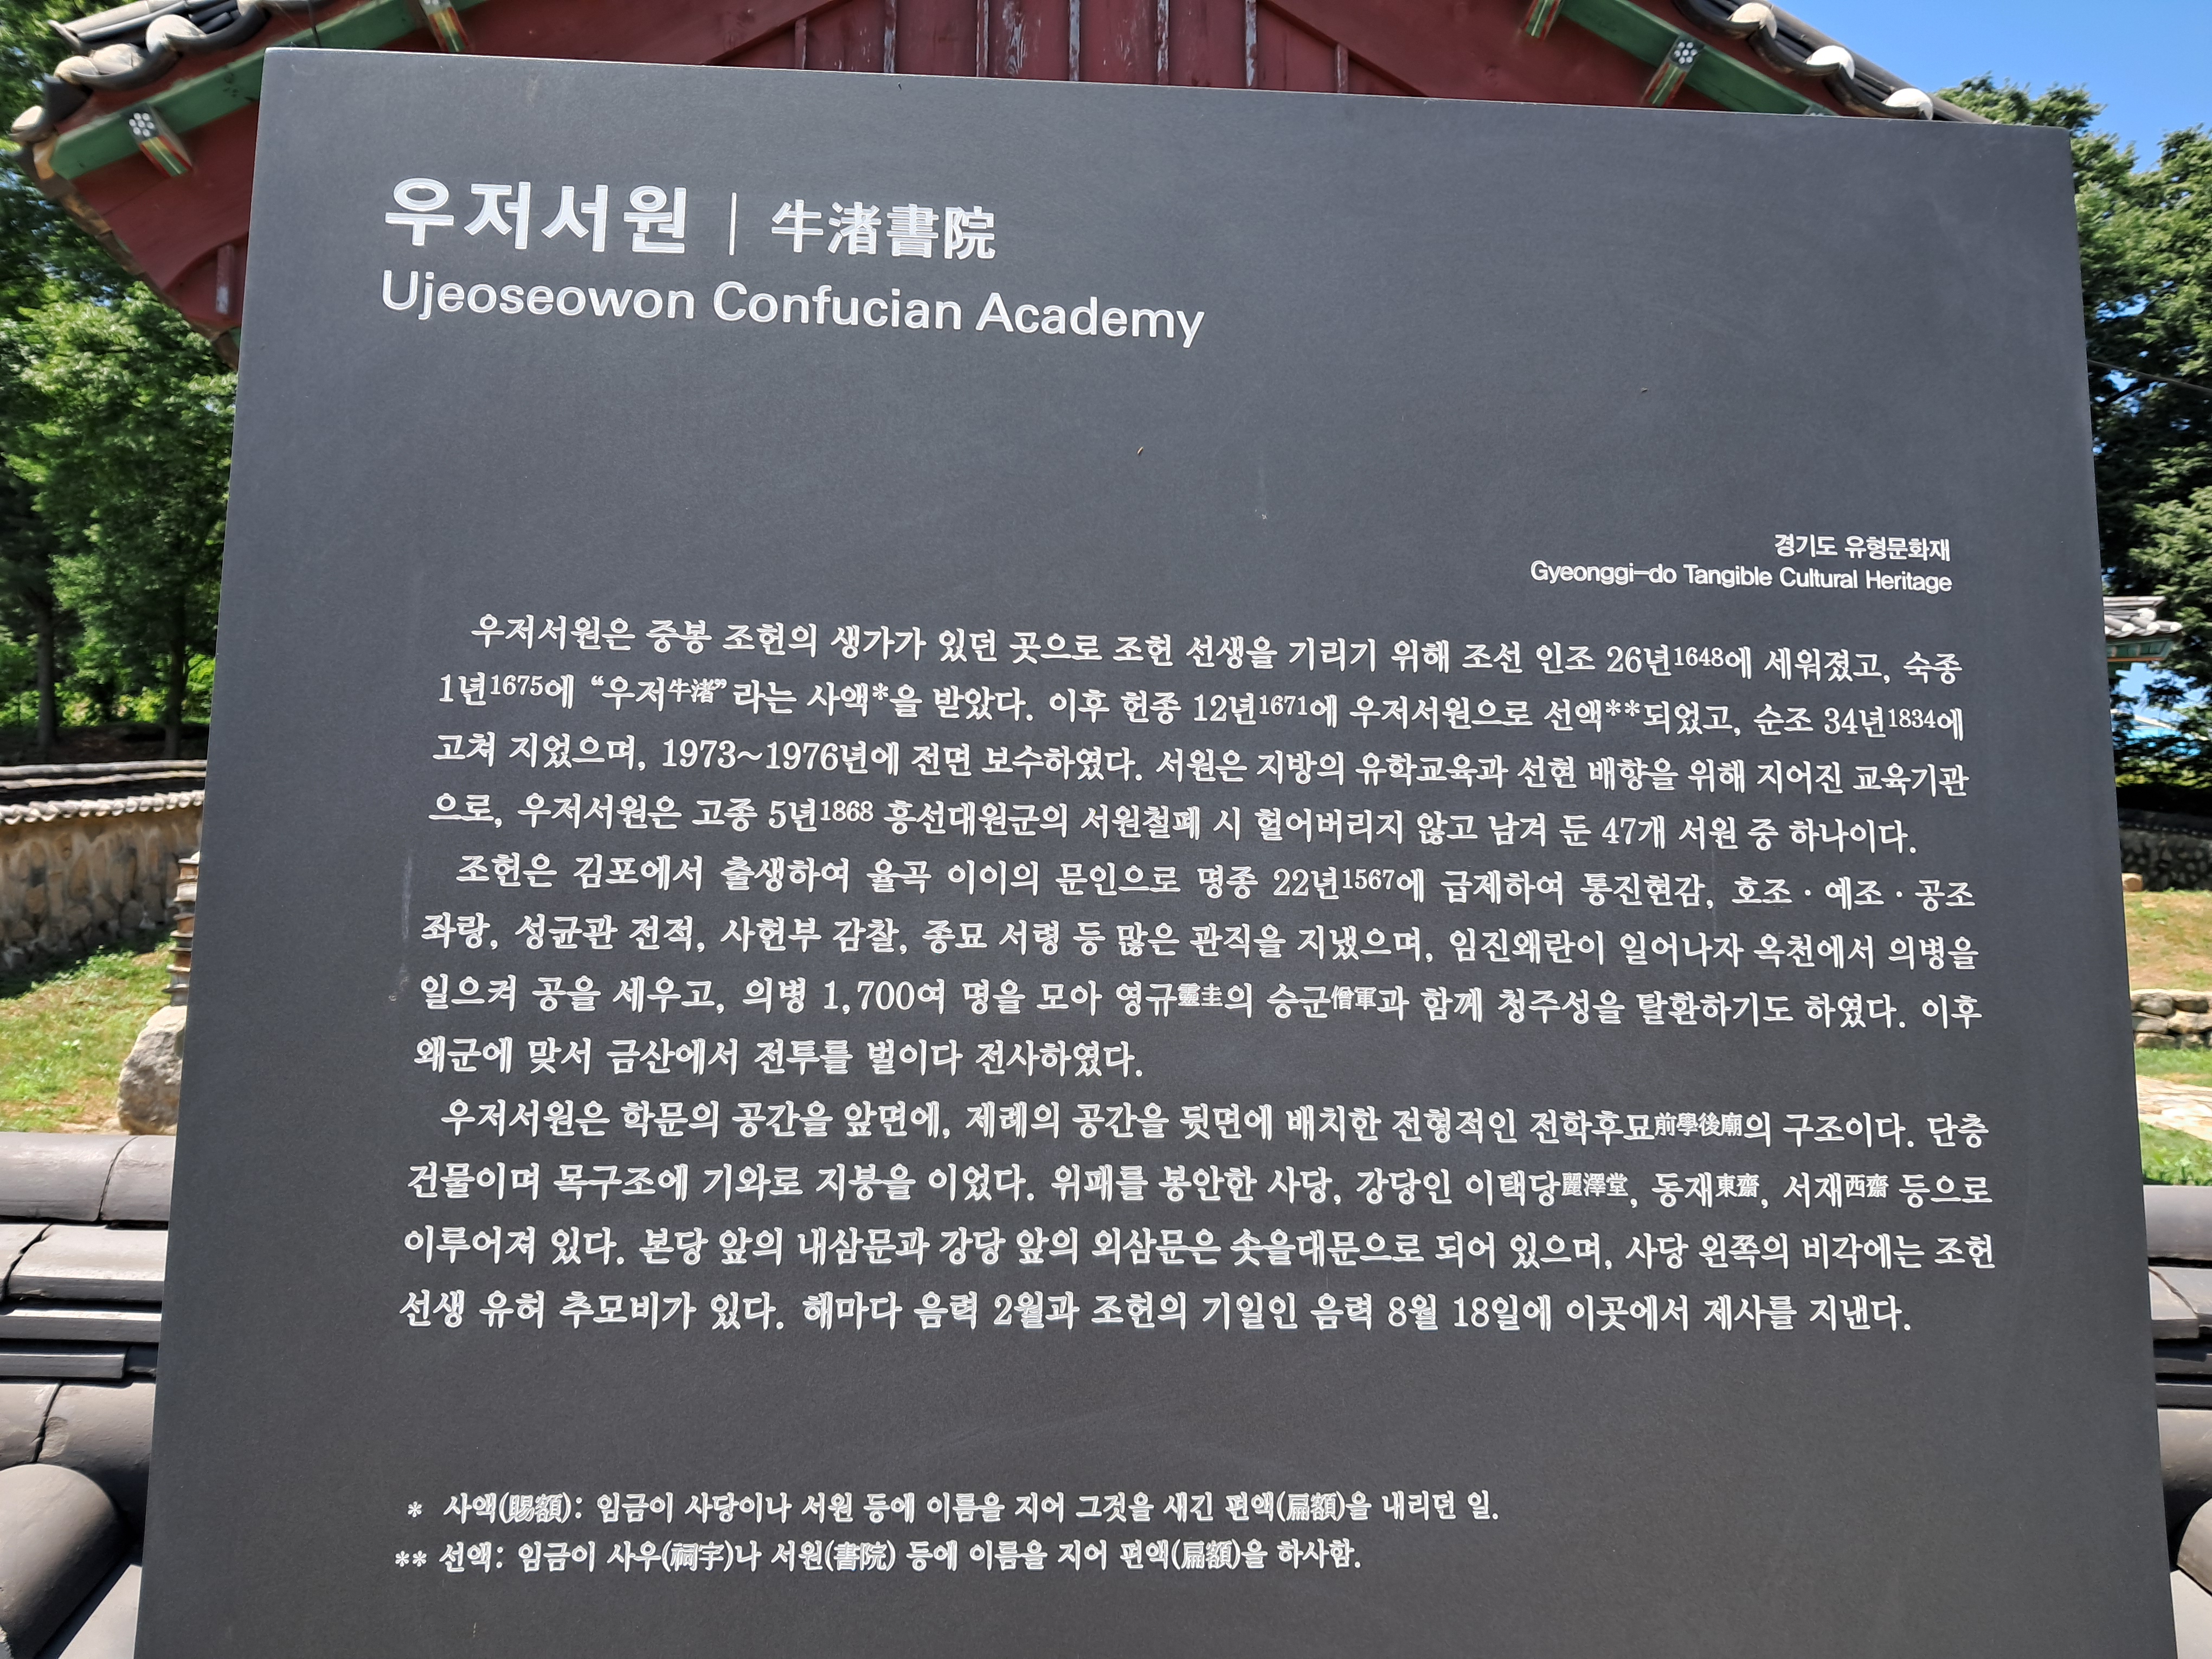 우저서원 | 牛渚書院
Ujeoseowon Confucian Academy
경기도 유형문화재
Gyeonggi-do Tangible Cultural Heritage
우저서원은 중봉 조헌의 생가가 있던 곳으로 조헌 선생을 기리기 위해 조선 인조 26년1648에 세워졌고, 숙종
1년1675에 “우저牛渚”라는 사액*을 받았다. 이후 헌종 12년1671에 우저서원으로 선액**되었고, 순조 34년1834에
고쳐 지었으며, 1973~1976년에 전면 보수하였다. 서원은 지방의 유학교육과 선현 배향을 위해 지어진 교육기관
으로, 우저서원은 고종 5년1868 흥선대원군의 서원철폐 시 헐어버리지 않고 남겨 둔 47개 서원 중 하나이다.
조헌은 김포에서 출생하여 율곡 이이의 문인으로 명종 22년1567에 급제하여 통진현감, 호조 · 예조 · 공조
좌랑, 성균관 전적, 사헌부 감찰, 종묘 서령 등 많은 관직을 지냈으며, 임진왜란이 일어나자 옥천에서 의병을
일으켜 공을 세우고, 의병 1,700여 명을 모아 영규靈圭의 승군僧軍과 함께 청주성을 탈환하기도 하였다. 이후
왜군에 맞서 금산에서 전투를 벌이다 전사하였다.
우저서원은 학문의 공간을 앞면에, 제례의 공간을 뒷면에 배치한 전형적인 전학후묘前學後廟의 구조이다. 단층
건물이며 목구조에 기와로 지붕을 이었다. 위패를 봉안한 사당, 강당인 이택당麗澤堂, 동재東齋, 서재西齋 등으로
이루어져 있다. 본당 앞의 내삼문과 강당 앞의 외삼문은 솟을대문으로 되어 있으며, 사당 왼쪽의 비각에는 조헌
선생 유허 추모비가 있다. 해마다 음력 2월과 조헌의 기일인 음력 8월 18일에 이곳에서 제사를 지낸다.
* 사액(賜額): 임금이 사당이나 서원 등에 이름을 지어 그것을 새긴 편액(扁額)을 내리던 일.
** 선액: 임금이 사우(祠宇)나 서원(書院) 등에 이름을 지어 편액(扁額)을 하사함.